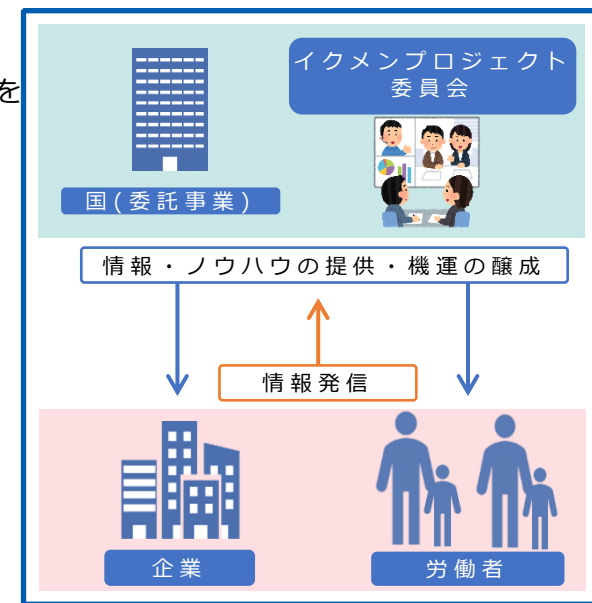 を
イクメンプロジェクト
委員会
国(委託事業)
情報・ノウハウの提供・機運の醸成
情報発信
企業
労働者